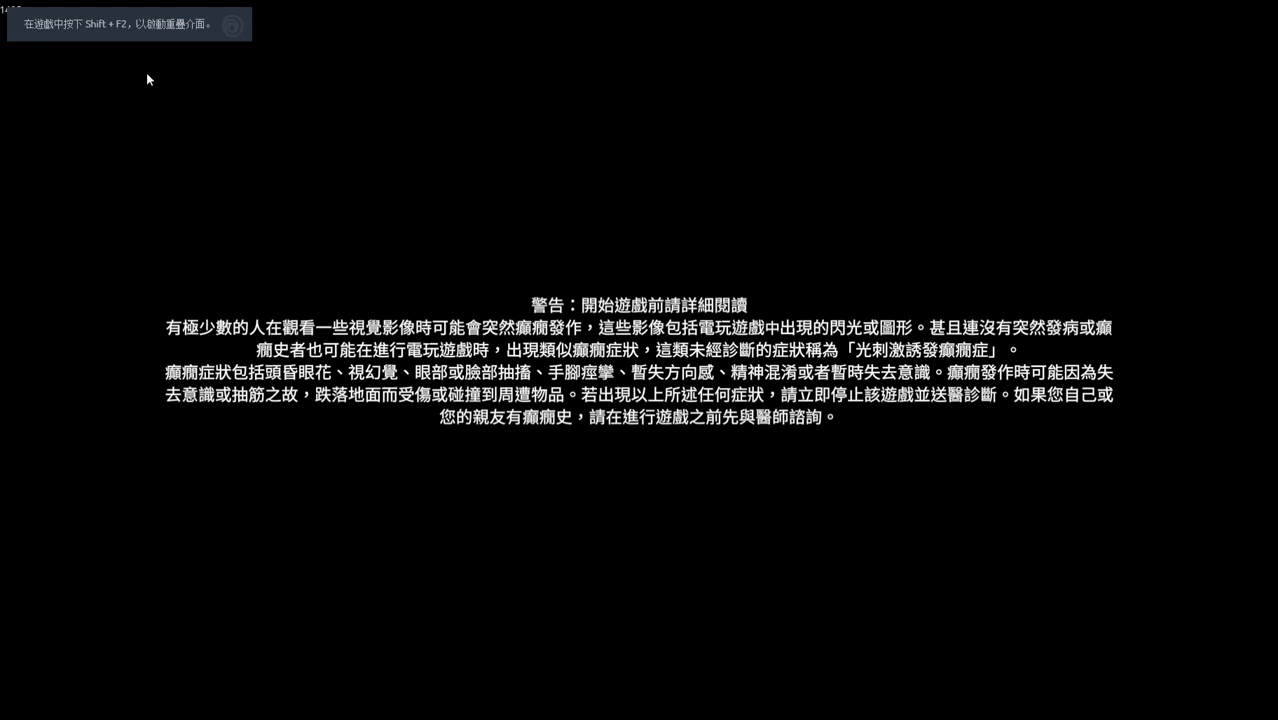 在遊戲中按下 Shift + F2，以啟動重疊介面。
警告：開始遊戲前請詳細閱讀
有極少數的人在觀看一些視覺影像時可能會突然癲癇發作，這些影像包括電玩遊戲中出現的閃光或圖形。甚且連沒有突然發病或癲
癇史者也可能在進行電玩遊戲時，出現類似癲癇症狀，這類未經診斷的症狀稱為「光刺激誘發癲癇症」。
癲癇症狀包括頭昏眼花、視幻覺、眼部或臉部抽搐、手腳痙攣、暫失方向感、精神混淆或者暫時失去意識。癲癇發作時可能因為失
去意識或抽筋之故，跌落地面而受傷或碰撞到周遭物品。若出現以上所述任何症狀，請立即停止該遊戲並送醫診斷。如果您自己或
您的親友有癲癇史，請在進行遊戲之前先與醫師諮詢。